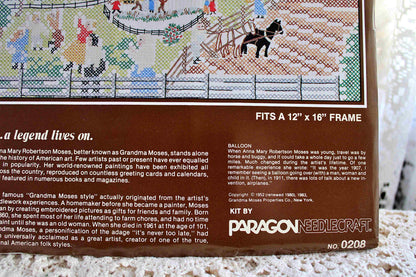 FITS A 12" x 16" FRAME
...a legend lives on.
Anna Mary Robertson Moses, better known as Grandma Moses, stands alone
the history of American art. Few artists past or present have ever equalled
in popularity. Her world-renowned paintings have been exhibited all
oss the country, reproduced on countless greeting cards and calendars,
featured in numerous books and magazines.
famous "Grandma Moses style" actually originated from the artist's
dlework experiences. A homemaker before she became a painter, Moses
an by creating embroidered pictures as gifts for friends and family. Born
860, she spent most of her life attending to farm chores, and had no time
paint until she was an old woman. When she died in 1961 at the age of 101,
dma Moses, a personification of the adage "it's never too late," had
n universally acclaimed as a great artist, creator of one of the true,
nal American folk styles.
BALLOON
When Anna Mary Robertson Moses was young, travel was by
horse and buggy, and it could take a whole day just to go a few
miles. Much changed during the artist's lifetime. Of one
remarkable experience she wrote: "It was the year 1907, I
remember seeing a balloon going over (with) a man, woman and
child in it. (Then), in 1911, there was lots of talk about a new in-
vention, airplanes."
Copyright: © 1952 (renewed 1980), 1983,
Grandma Moses Properties Co., New York.
KIT BY
PARAGON NEEDLECRAFT
NO. 0208